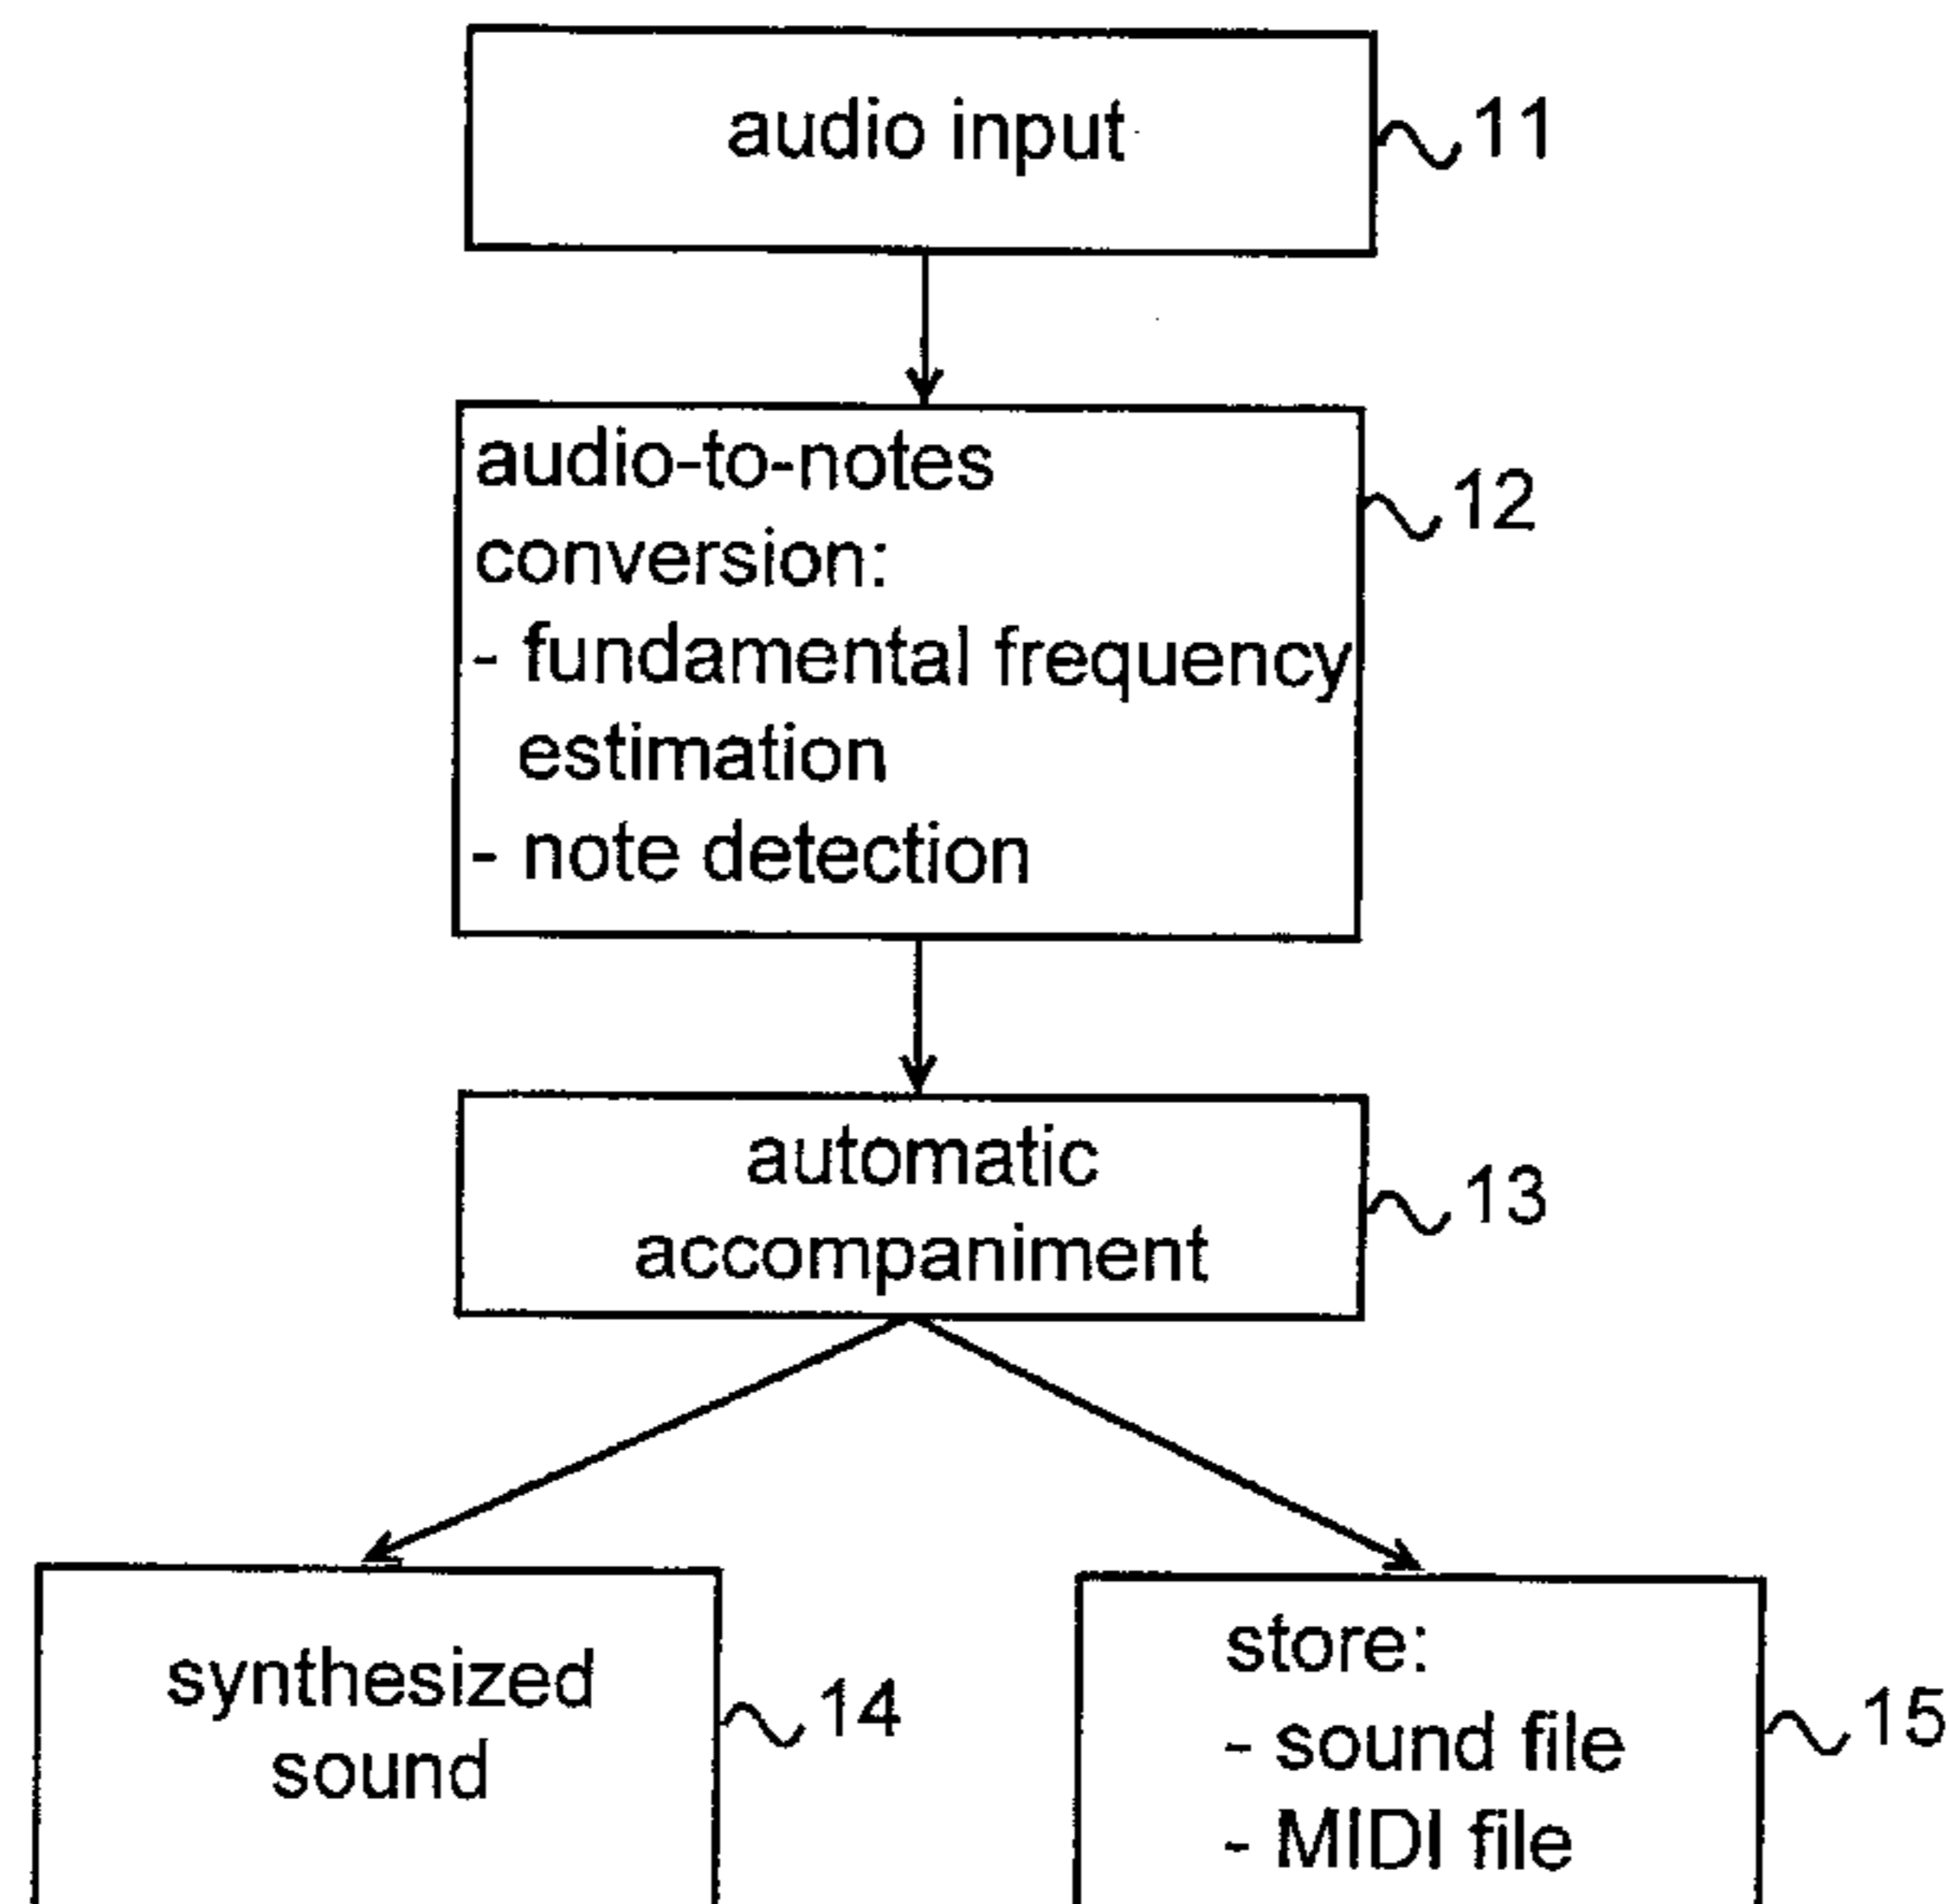 audio input
11
audio-to-notes
conversion:
- fundamental frequency
estimation
- note detection
12
automatic
accompaniment
13
synthesized
sound
14
store:
- sound file
- MIDI file
15